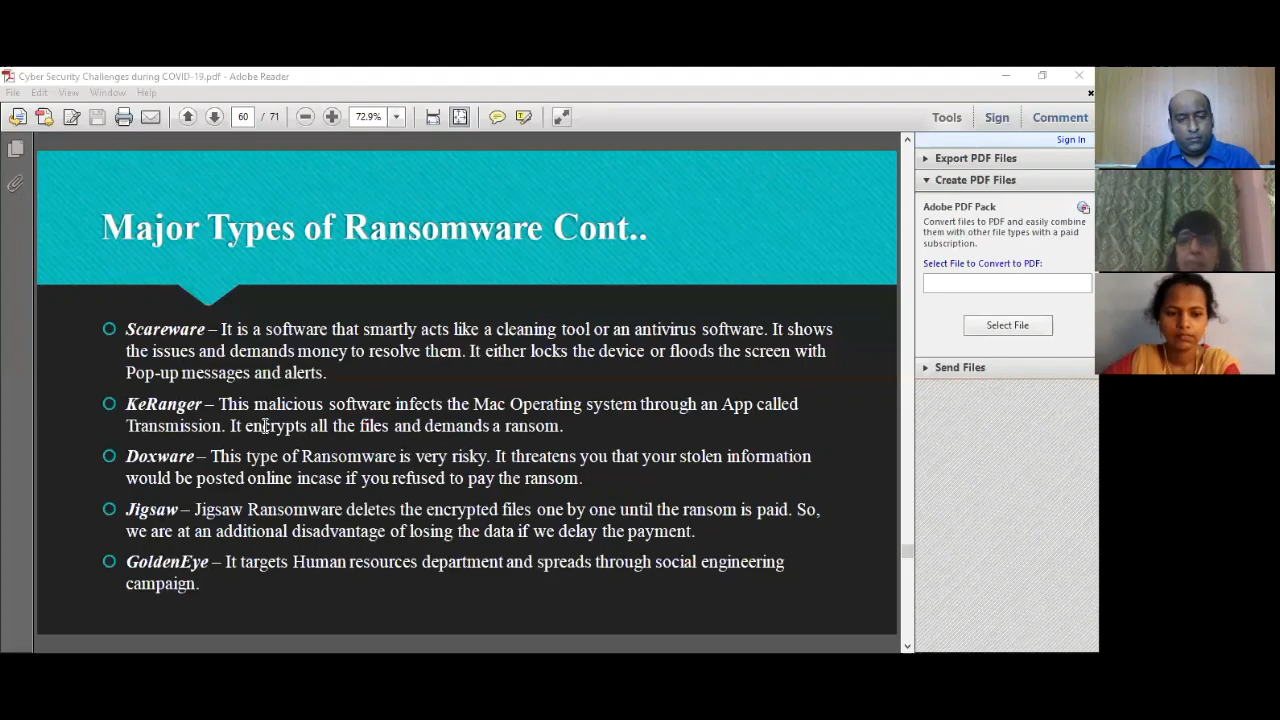 Cyber Security Challenges during COVID-19.pdf - Adobe Reader
File Edit View Window Help
60 / 71 72.9% Tools Sign Comment
Sign In
Export PDF Files
Create PDF Files
Adobe PDF Pack
Convert files to PDF and easily combine
them with other file types with a paid
subscription.
Select File to Convert to PDF:
Select File
Send Files
Major Types of Ransomware Cont..
Scareware – It is a software that smartly acts like a cleaning tool or an antivirus software. It shows
the issues and demands money to resolve them. It either locks the device or floods the screen with
Pop-up messages and alerts.
KeRanger – This malicious software infects the Mac Operating system through an App called
Transmission. It encrypts all the files and demands a ransom.
Doxware – This type of Ransomware is very risky. It threatens you that your stolen information
would be posted online incase if you refused to pay the ransom.
Jigsaw – Jigsaw Ransomware deletes the encrypted files one by one until the ransom is paid. So,
we are at an additional disadvantage of losing the data if we delay the payment.
GoldenEye – It targets Human resources department and spreads through social engineering
campaign.